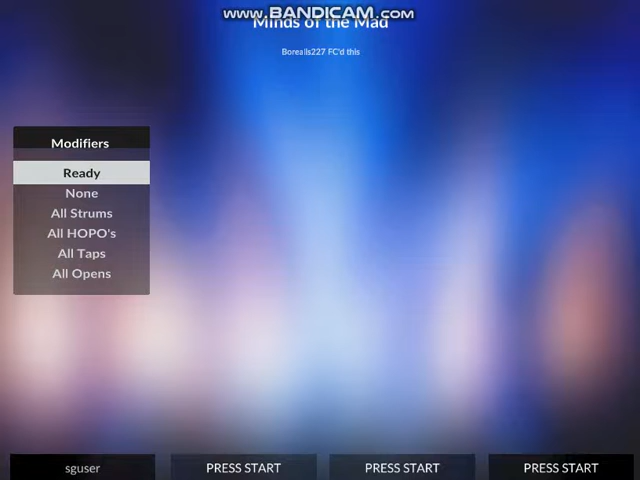 www.BANDICAM.com
Minds of the Mad
Borealis227 FC'd this
Modifiers
Ready
None
All Strums
All HOPO's
All Taps
All Opens
sguser
PRESS START
PRESS START
PRESS START